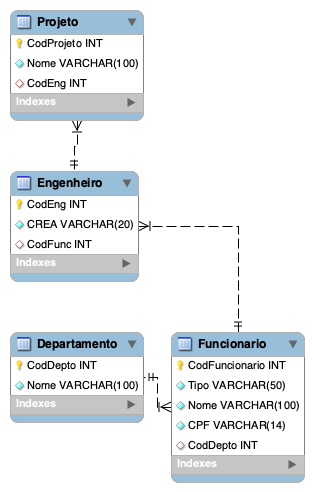 Projeto
CodProjeto INT
Nome VARCHAR(100)
CodEng INT
Indexes
Engenheiro
CodEng INT
CREA VARCHAR(20)
CodFunc INT
Indexes
Departamento
CodDepto INT
Nome VARCHAR(100)
Indexes
Funcionario
CodFuncionario INT
Tipo VARCHAR(50)
Nome VARCHAR(100)
CPF VARCHAR(14)
CodDepto INT
Indexes